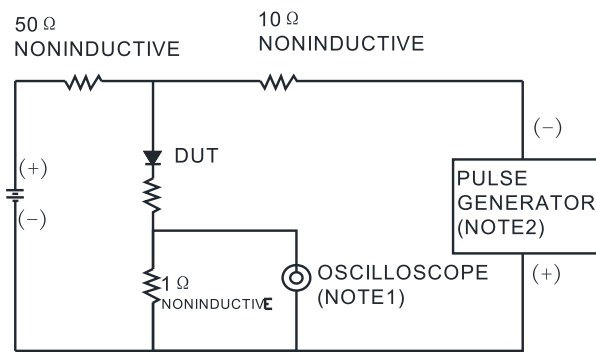 50 Ω
NONINDUCTIVE
10 Ω
NONINDUCTIVE
(−)
DUT
(+)
(−)
PULSE
GENERATOR
(NOTE2)
(+)
1 Ω
NONINDUCTIVE
OSCILLOSCOPE
(NOTE1)